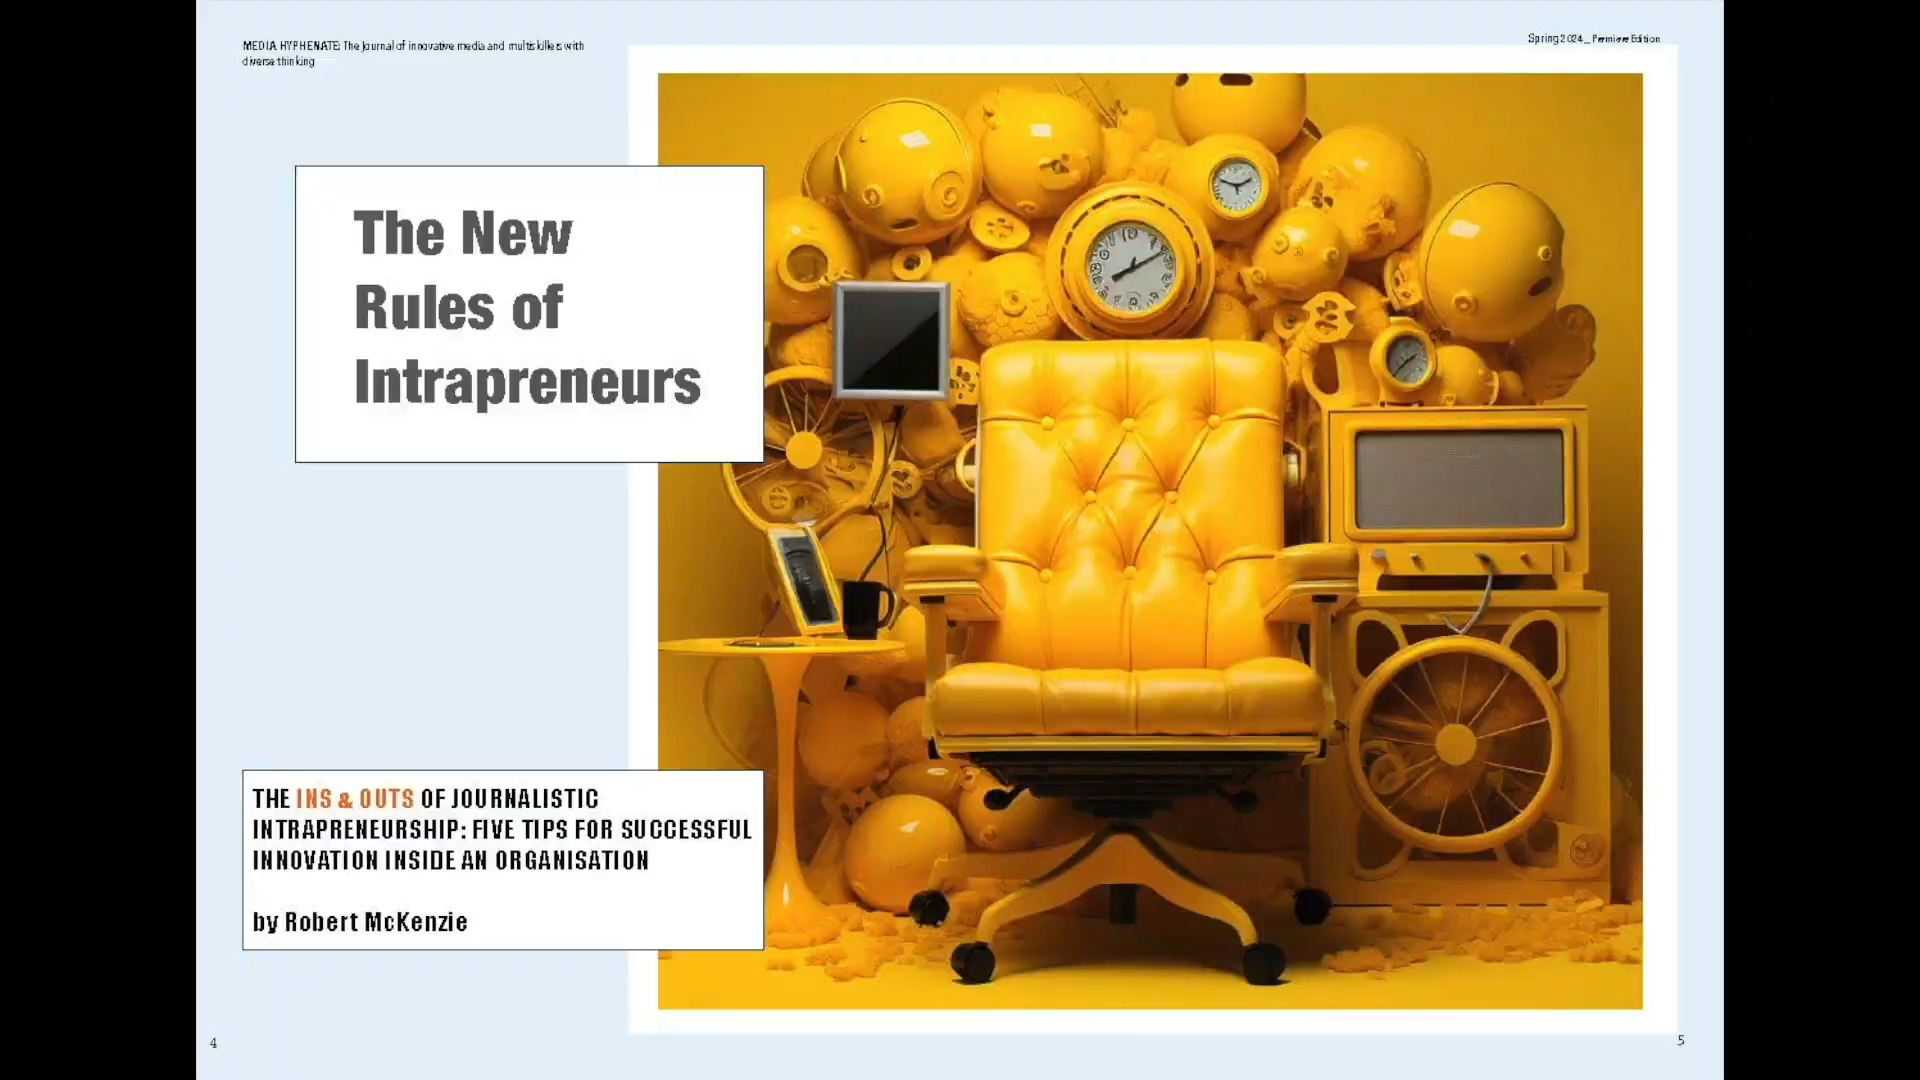 MEDIA HYPHENATE: The Journal of innovative media and multiskillers with
diverse thinking
Spring 2024_ Premiere Edition
The New
Rules of
Intrapreneurs
THE INS & OUTS OF JOURNALISTIC
INTRAPRENEURSHIP: FIVE TIPS FOR SUCCESSFUL
INNOVATION INSIDE AN ORGANISATION
by Robert McKenzie
4
5